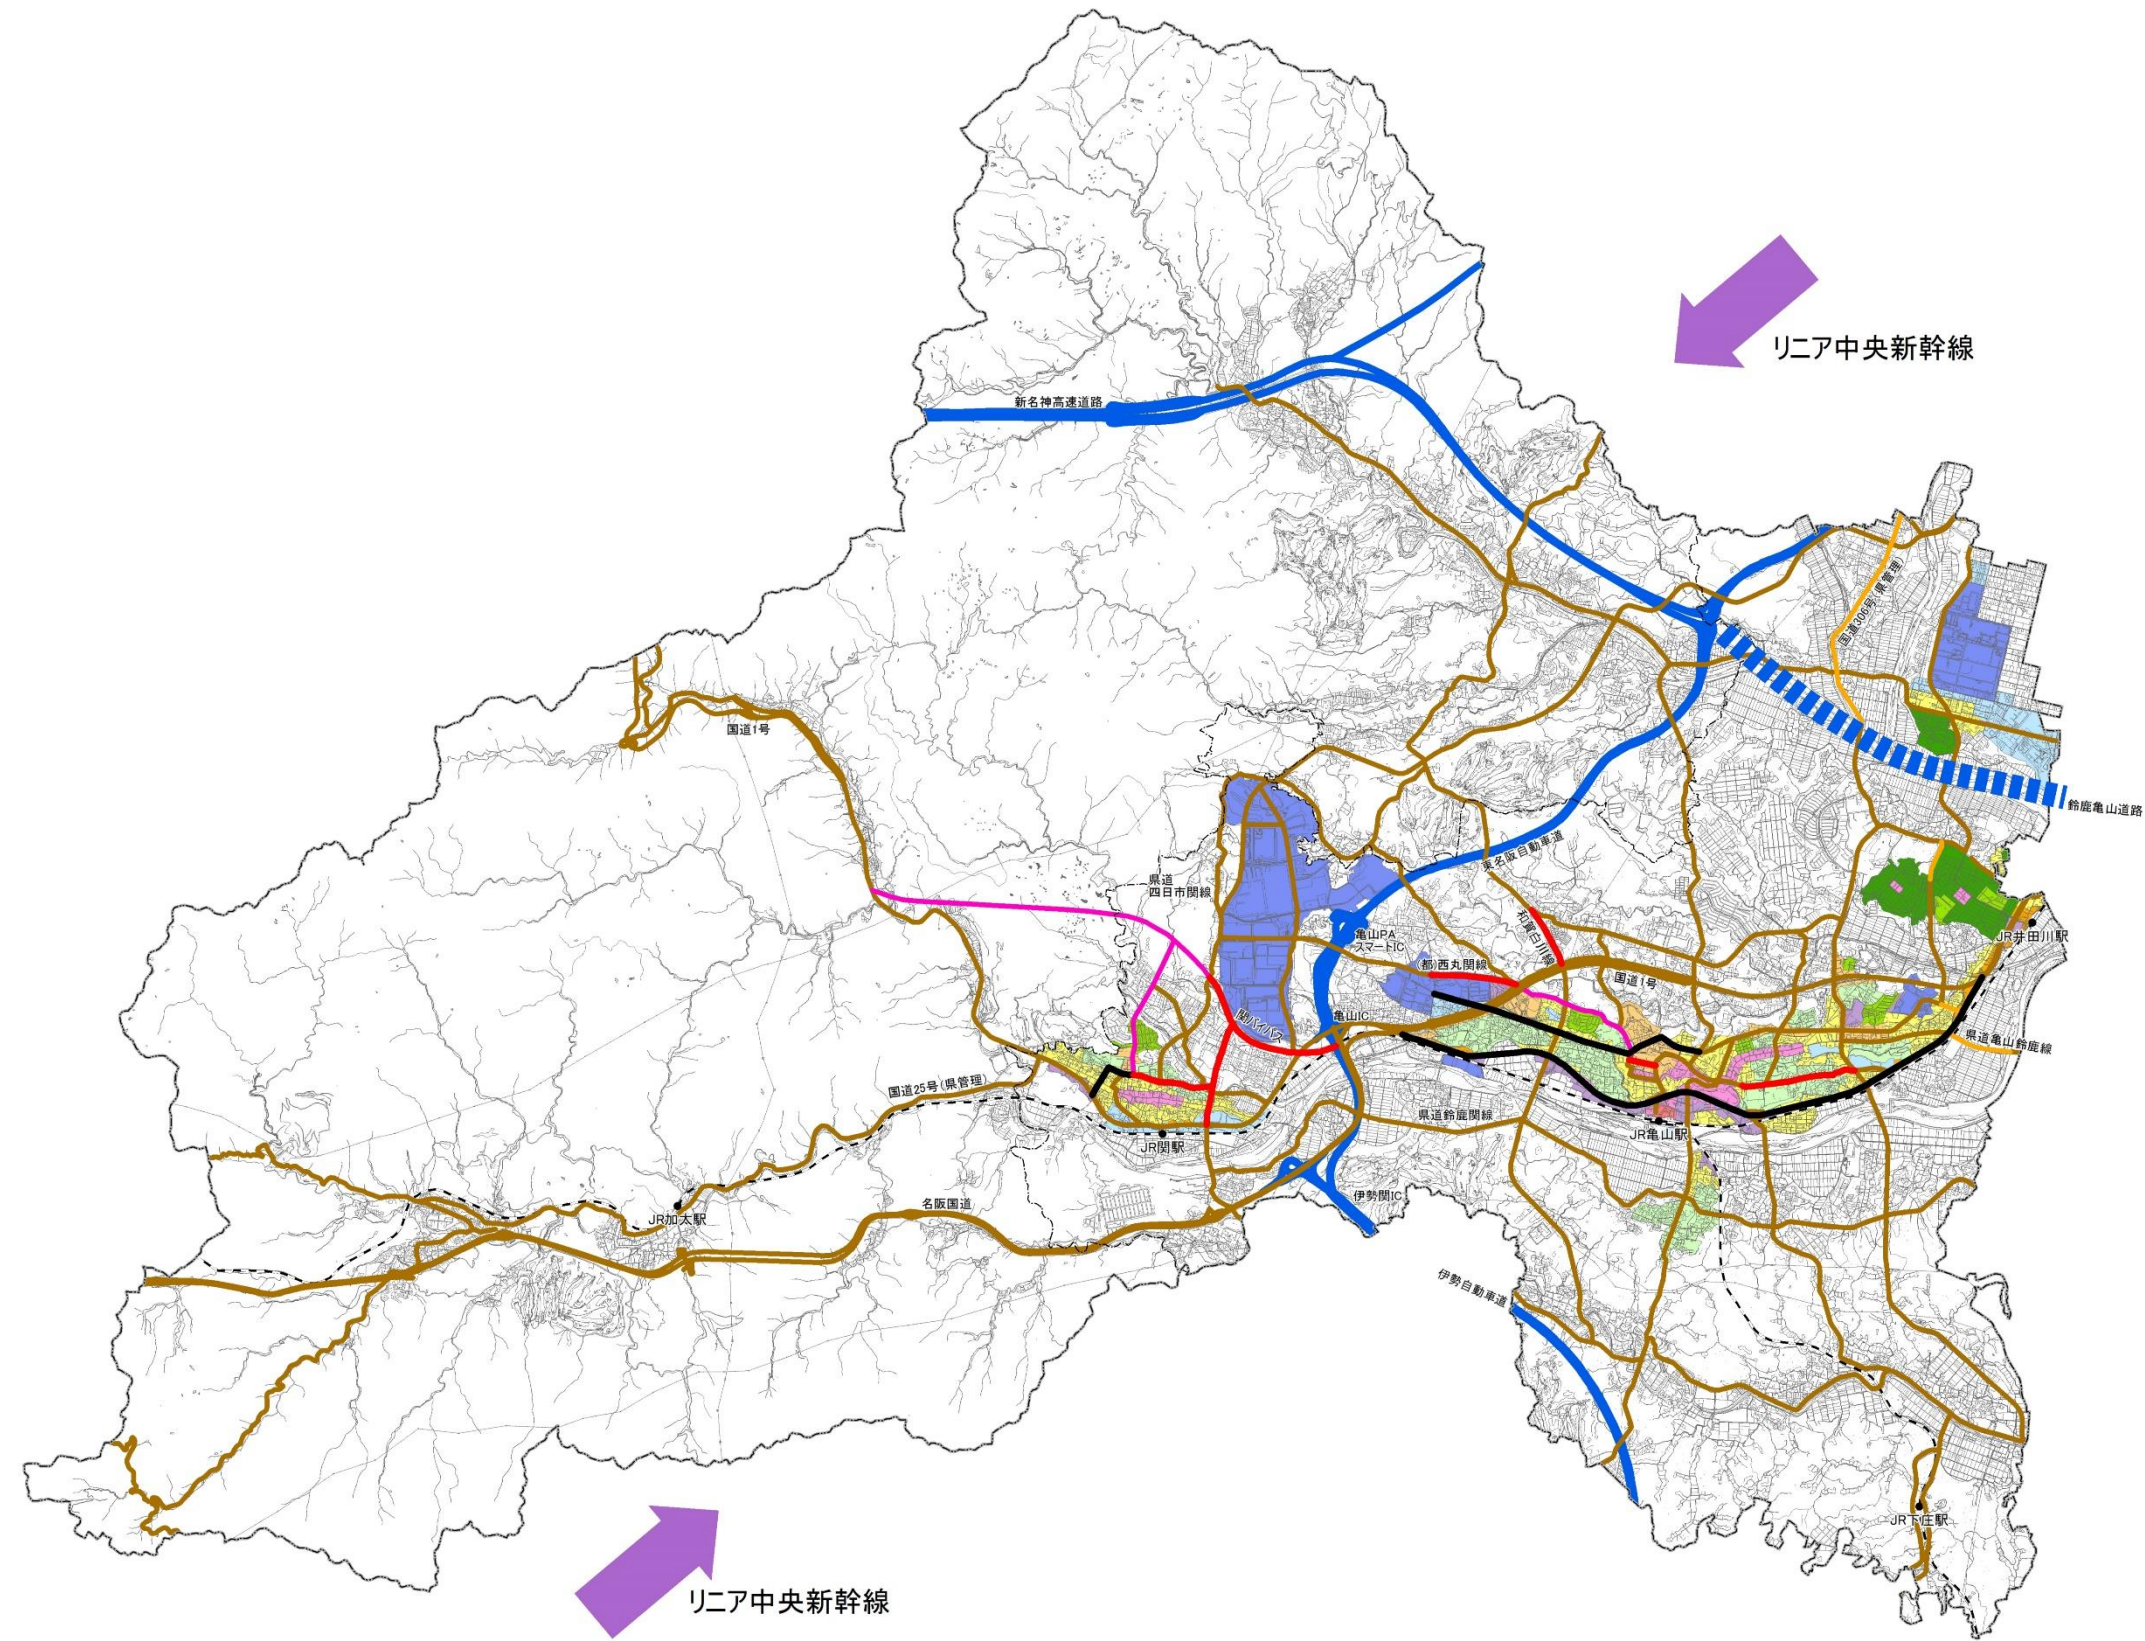 リニア中央新幹線
新名神高速道路
国道306号(県管理)
国道1号
鈴鹿亀山道路
東名阪自動車道
県道
四日市関線
亀山PA
スマートIC
和賀白川線
JR井田川駅
(都)西丸関線
国道1号
関バイパス
亀山IC
県道亀山鈴鹿線
国道25号(県管理)
県道鈴鹿関線
JR亀山駅
JR関駅
伊勢関IC
名阪国道
JR加太駅
伊勢自動車道
JR下庄駅
リニア中央新幹線